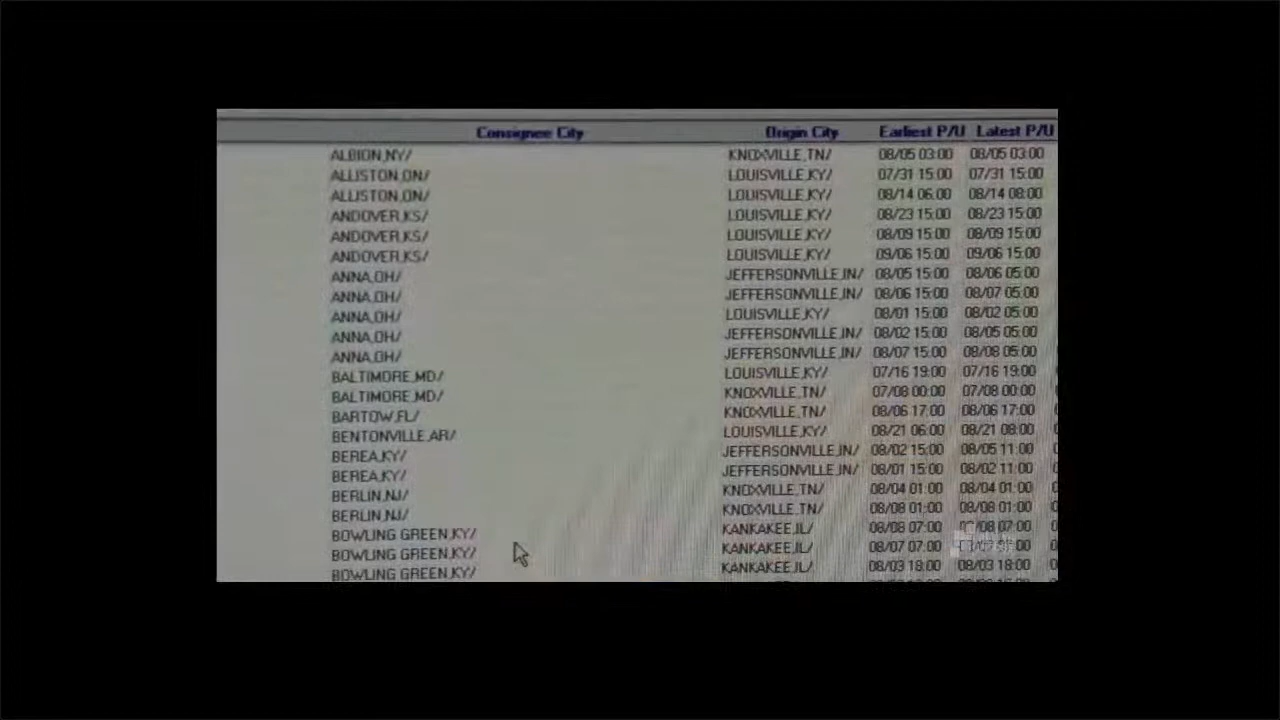 Consignee City Origin City Earliest P/U Latest P/U
ALBION,NY/ KNOXVILLE,TN/ 08/05 03:00 08/05 03:00
ALLISTON,ON/ LOUISVILLE,KY/ 07/31 15:00 07/31 15:00
ALLISTON,ON/ LOUISVILLE,KY/ 08/14 06:00 08/14 08:00
ANDOVER,KS/ LOUISVILLE,KY/ 08/23 15:00 08/23 15:00
ANDOVER,KS/ LOUISVILLE,KY/ 08/09 15:00 08/09 15:00
ANDOVER,KS/ LOUISVILLE,KY/ 09/06 15:00 09/06 15:00
ANNA,OH/ JEFFERSONVILLE,IN/ 08/05 15:00 08/06 05:00
ANNA,OH/ JEFFERSONVILLE,IN/ 08/06 15:00 08/07 05:00
ANNA,OH/ LOUISVILLE,KY/ 08/01 15:00 08/02 05:00
ANNA,OH/ JEFFERSONVILLE,IN/ 08/02 15:00 08/05 05:00
ANNA,OH/ JEFFERSONVILLE,IN/ 08/07 15:00 08/08 05:00
BALTIMORE,MD/ LOUISVILLE,KY/ 07/16 19:00 07/16 19:00
BALTIMORE,MD/ KNOXVILLE,TN/ 07/08 00:00 07/08 00:00
BARTOW,FL/ KNOXVILLE,TN/ 08/06 17:00 08/06 17:00
BENTONVILLE,AR/ LOUISVILLE,KY/ 08/21 06:00 08/21 08:00
BEREA,KY/ JEFFERSONVILLE,IN/ 08/02 15:00 08/05 11:00
BEREA,KY/ JEFFERSONVILLE,IN/ 08/01 15:00 08/02 11:00
BERLIN,NJ/ KNOXVILLE,TN/ 08/04 01:00 08/04 01:00
BERLIN,NJ/ KNOXVILLE,TN/ 08/08 01:00 08/08 01:00
BOWLING GREEN,KY/ KANKAKEE,IL/ 08/08 07:00 07:00
BOWLING GREEN,KY/ KANKAKEE,IL/ 08/07 07:00
BOWLING GREEN,KY/ KANKAKEE,IL/ 08/03 18:00 08/03 18:00